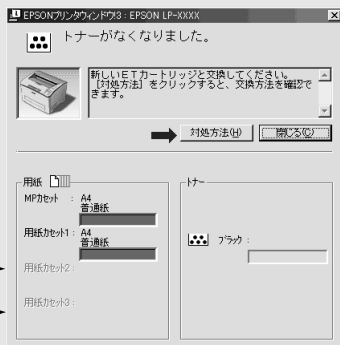 EPSONプリンタウィンドウ!3 : EPSON LP-XXXX
トナーがなくなりました。
新しいETカートリッジと交換してください。
[対処方法]をクリックすると、交換方法を確認で
きます。
対処方法(H)
閉じる(C)
用紙
MPカセット : A4
普通紙
用紙カセット1 : A4
普通紙
用紙カセット2 :
用紙カセット3 :
トナー
ブラック :